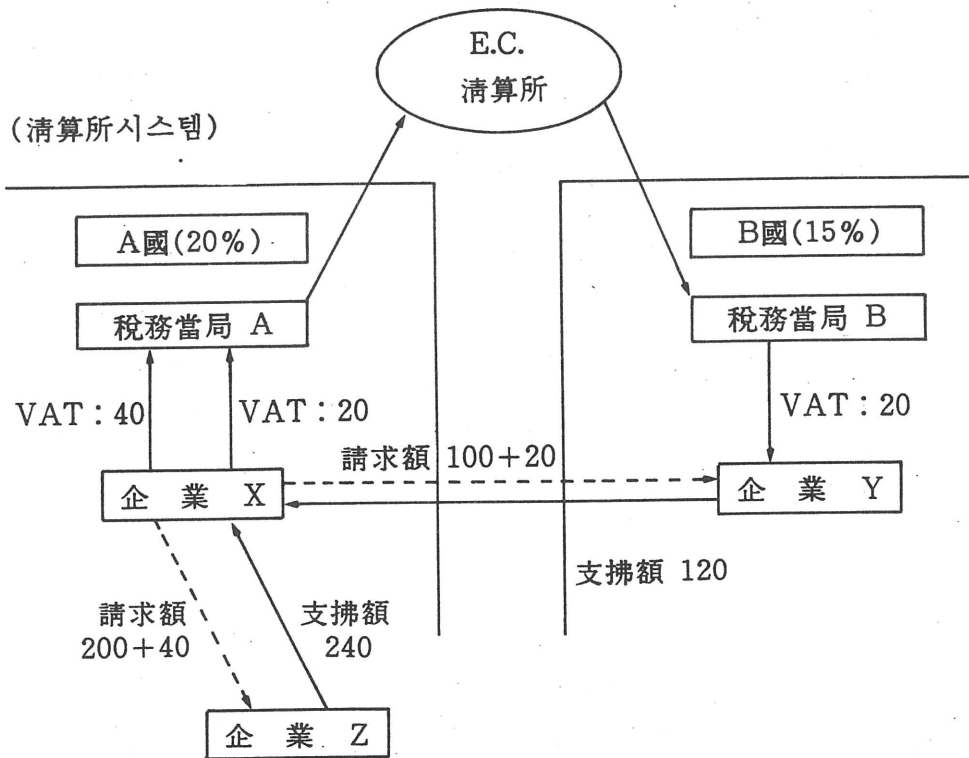 E.C.
淸算所
(淸算所시스템)
A國(20%)
B國(15%)
稅務當局 A
稅務當局 B
VAT : 40
VAT : 20
VAT : 20
請求額 100+20
企 業 X
企 業 Y
支拂額 120
請求額
200+40
支拂額
240
企 業 Z